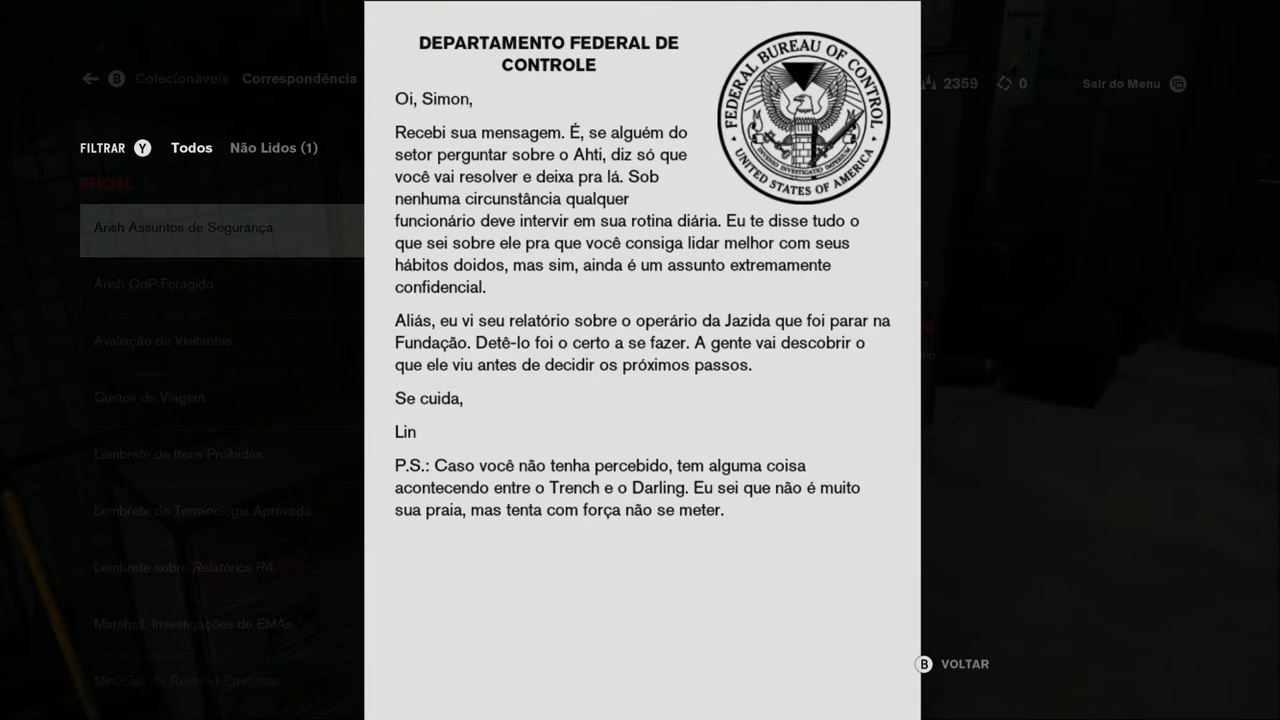 DEPARTAMENTO FEDERAL DE
CONTROLE
FEDERAL BUREAU OF CONTROL
UNITED STATES OF AMERICA
Oi, Simon,
Recebi sua mensagem. É, se alguém do
setor perguntar sobre o Ahti, diz só que
você vai resolver e deixa pra lá. Sob
nenhuma circunstância qualquer
funcionário deve intervir em sua rotina diária. Eu te disse tudo o
que sei sobre ele pra que você consiga lidar melhor com seus
hábitos doidos, mas sim, ainda é um assunto extremamente
confidencial.
Aliás, eu vi seu relatório sobre o operário da Jazida que foi parar na
Fundação. Detê-lo foi o certo a se fazer. A gente vai descobrir o
que ele viu antes de decidir os próximos passos.
Se cuida,
Lin
P.S.: Caso você não tenha percebido, tem alguma coisa
acontecendo entre o Trench e o Darling. Eu sei que não é muito
sua praia, mas tenta com força não se meter.
B Colecionaveis Correspondência
2359 0 Sair do Menu
FILTRAR Y Todos Não Lidos (1)
OFICIAL
Arish Assuntos de Segurança
Arish OdP Foragido
Avaliação de Visitantes
Custos de Viagem
Lembrete de Itens Proibidos
Lembrete de Terminologia Aprovada
Lembrete sobre Relatórios R4
Marshall: Investigações de EMAs
Minúcias da Reunião Executiva
B VOLTAR